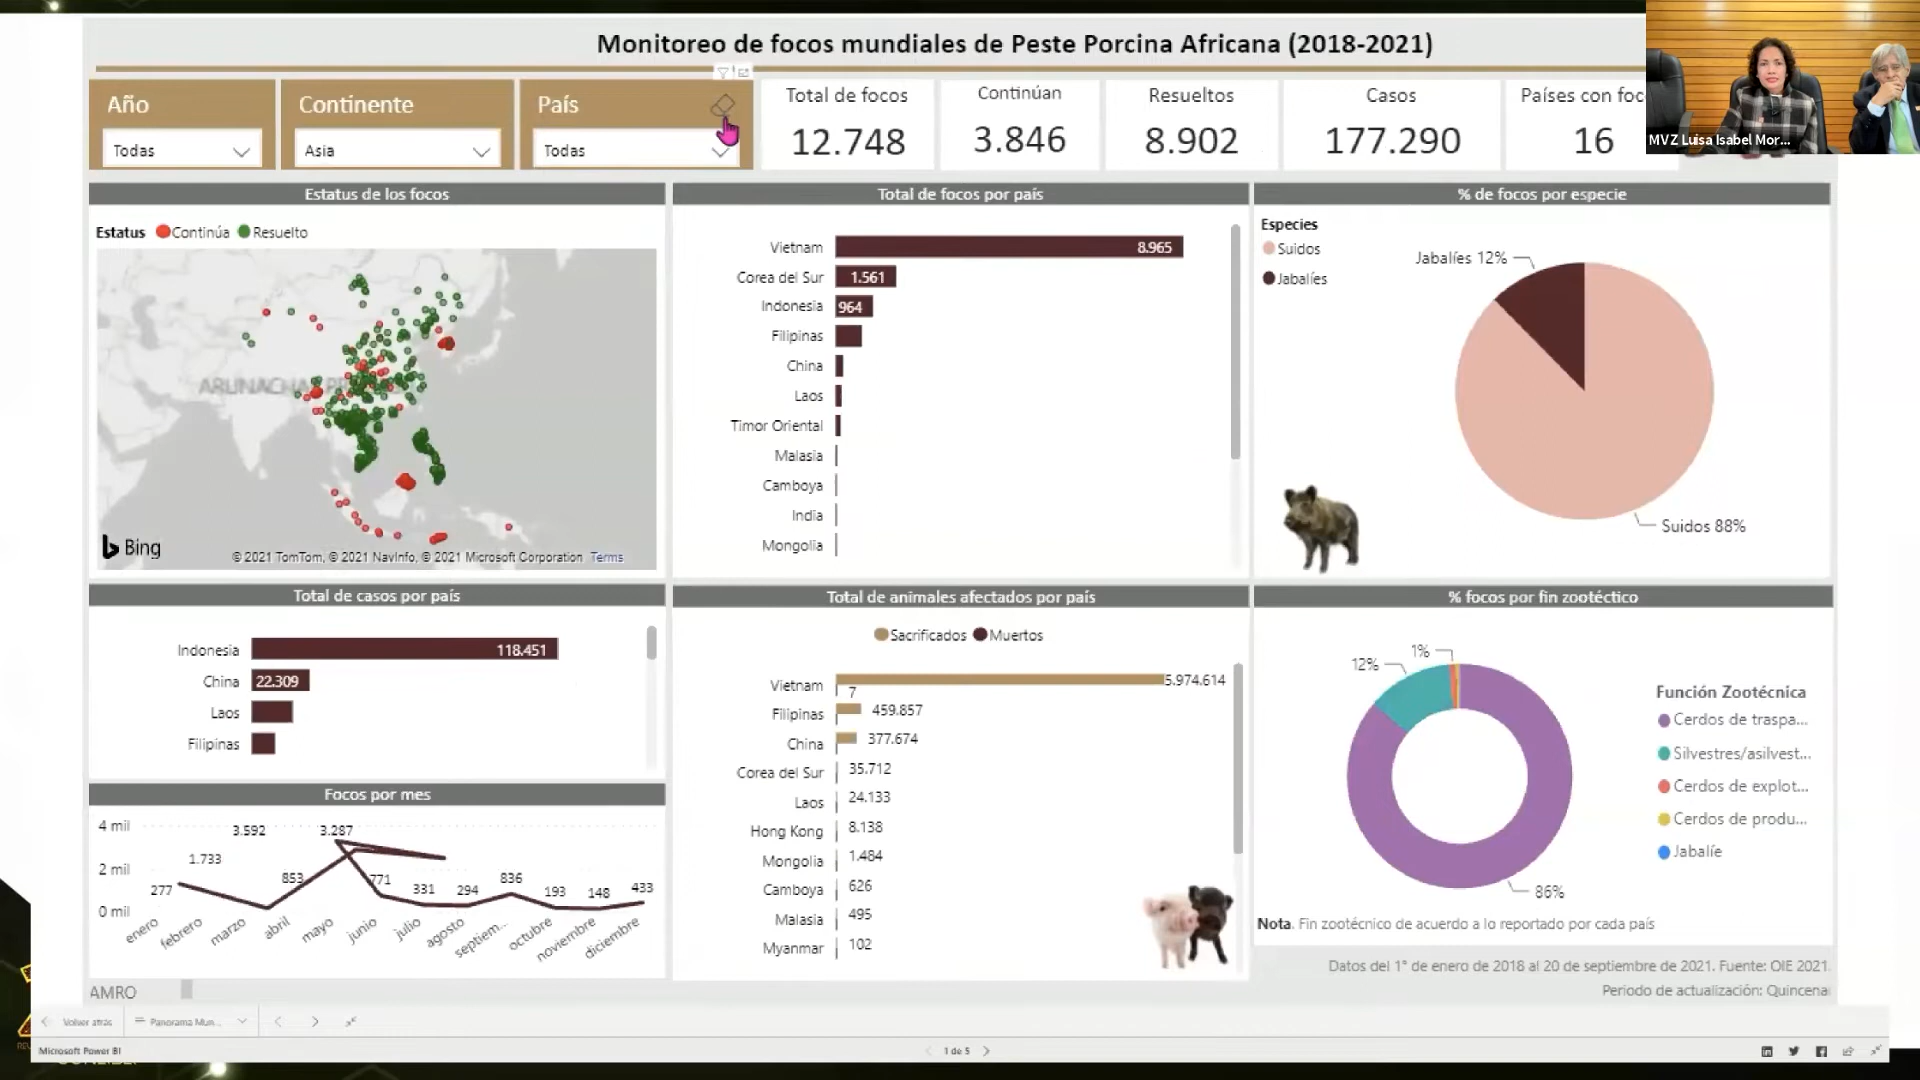 Monitoreo de focos mundiales de Peste Porcina Africana (2018-2021)
MVZ Luisa Isabel Mor...
Año
Todas
Continente
Asia
País
Todas
Total de focos
12.748
Continúan
3.846
Resueltos
8.902
Casos
177.290
Países con foc
16
Estatus de los focos
Estatus Continúa Resuelto
ARUNACHA
Bing
© 2021 TomTom, © 2021 NavInfo, © 2021 Microsoft Corporation Terms
Total de focos por país
Vietnam 8.965
Corea del Sur 1.561
Indonesia 964
Filipinas
China
Laos
Timor Oriental
Malasia
Camboya
India
Mongolia
% de focos por especie
Especies
Suidos
Jabalíes
Jabalíes 12%
Suidos 88%
Total de casos por país
Indonesia 118.451
China 22.309
Laos
Filipinas
Focos por mes
4 mil
2 mil
0 mil
277
1.733
3.592
853
3.287
771
331
294
836
193
148
433
enero
febrero
marzo
abril
mayo
junio
julio
agosto
septiem...
octubre
noviembre
diciembre
Total de animales afectados por país
Sacrificados Muertos
Vietnam 5.974.614
7
Filipinas 459.857
China 377.674
Corea del Sur 35.712
Laos 24.133
Hong Kong 8.138
Mongolia 1.484
Camboya 626
Malasia 495
Myanmar 102
% focos por fin zootéctico
12%
1%
86%
Función Zootécnica
Cerdos de traspa...
Silvestres/asilvest...
Cerdos de explot...
Cerdos de produ...
Jabalíe
Nota. Fin zootécnico de acuerdo a lo reportado por cada país
Datos del 1° de enero de 2018 al 20 de septiembre de 2021. Fuente: OIE 2021.
Periodo de actualización: Quincena
AMRO
Volver atrás
Panorama Mun...
Microsoft Power BI
1 de 5